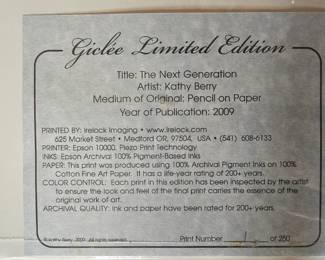 Giclée Limited Edition
Title: The Next Generation
Artist: Kathy Berry
Medium of Original: Pencil on Paper
Year of Publication: 2009
PRINTED BY: Irelock Imaging • www.irelock.com
625 Market Street • Medford OR, 97504, USA • (541) 608-6133
PRINTER: Epson 10000, Piezo Print Technology
INKS: Epson Archival 100% Pigment-Based Inks
PAPER: This print was produced using 100% Archival Pigment Inks on 100%
Cotton Fine Art Paper. It has a life-year rating of 200+ years.
COLOR CONTROL: Each print in this edition has been inspected by the artist
to ensure the look and feel of the final print carries the essence of the
original work of art.
ARCHIVAL QUALITY: Ink and paper have been rated for 200+ years.
Kathy Berry, All rights reserved.
Print Number of 250